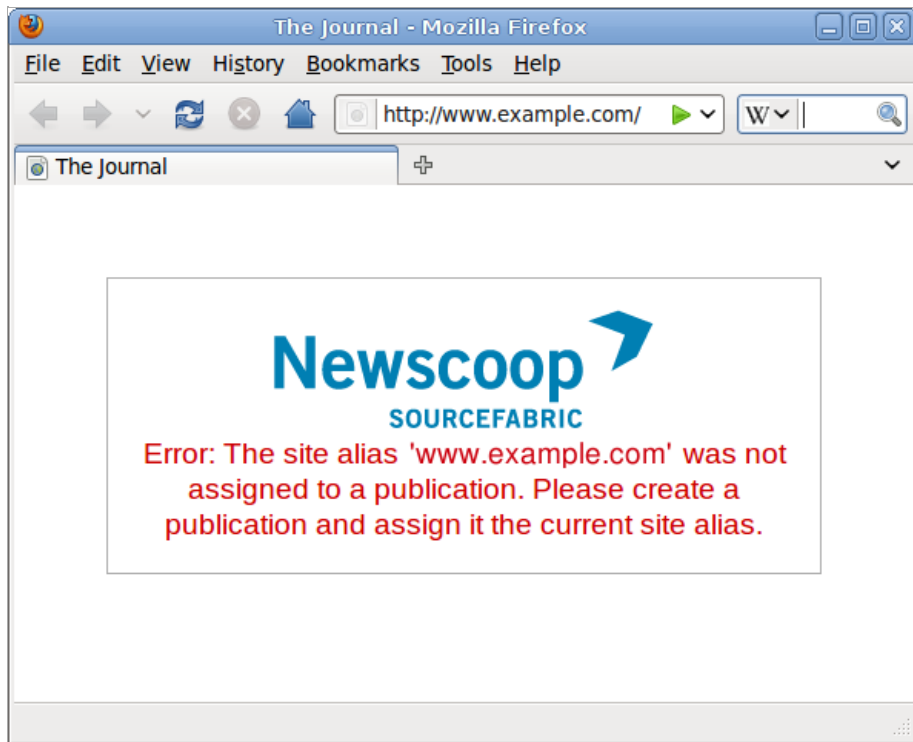 The Journal - Mozilla Firefox
File Edit View History Bookmarks Tools Help
http://www.example.com/ W
The Journal
Newscoop
SOURCEFABRIC
Error: The site alias 'www.example.com' was not
assigned to a publication. Please create a
publication and assign it the current site alias.